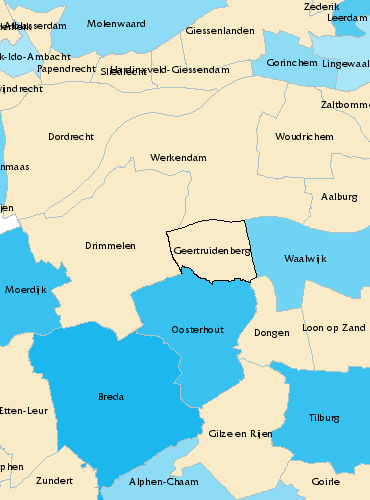 Zederik
Leerdam
Molenwaard
Giessenlanden
Alblasserdam
k-Ido-Ambacht
Papendrecht
Sliedrecht
Hardinxveld-Giessendam
Gorinchem
Lingewaal
wijndrecht
Zaltbomme
Dordrecht
Woudrichem
Werkendam
nmaas
Aalburg
jen
Drimmelen
Geertruidenberg
Waalwijk
Moerdijk
Oosterhout
Dongen
Loon op Zand
Breda
Etten-Leur
Tilburg
Gilze en Rijen
phen
Zundert
Alphen-Chaam
Goirle